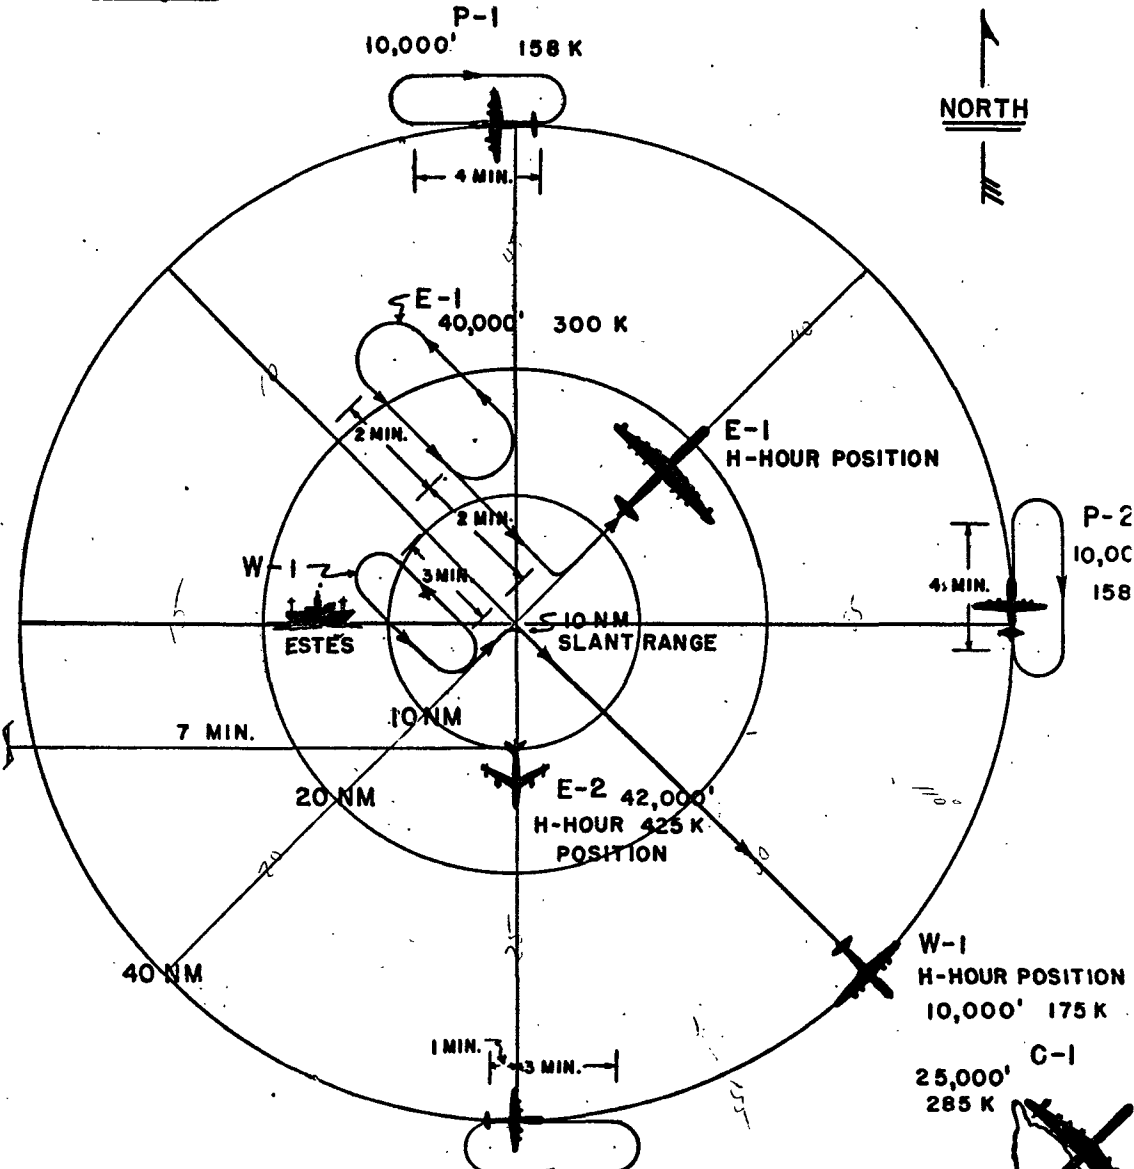 P-1
10,000' 158 K
NORTH
4 MIN.
E-1
40,000' 300 K
E-1
H-HOUR POSITION
2 MIN.
2 MIN.
P-2
10,00
158
4½ MIN.
W-1
3 MIN.
ESTES
10 NM
SLANT RANGE
10 NM
7 MIN.
20 NM
E-2 42,000'
H-HOUR 425 K
POSITION
40 NM
W-1
H-HOUR POSITION
10,000' 175 K
1 MIN.
3 MIN.
C-1
25,000'
285 K